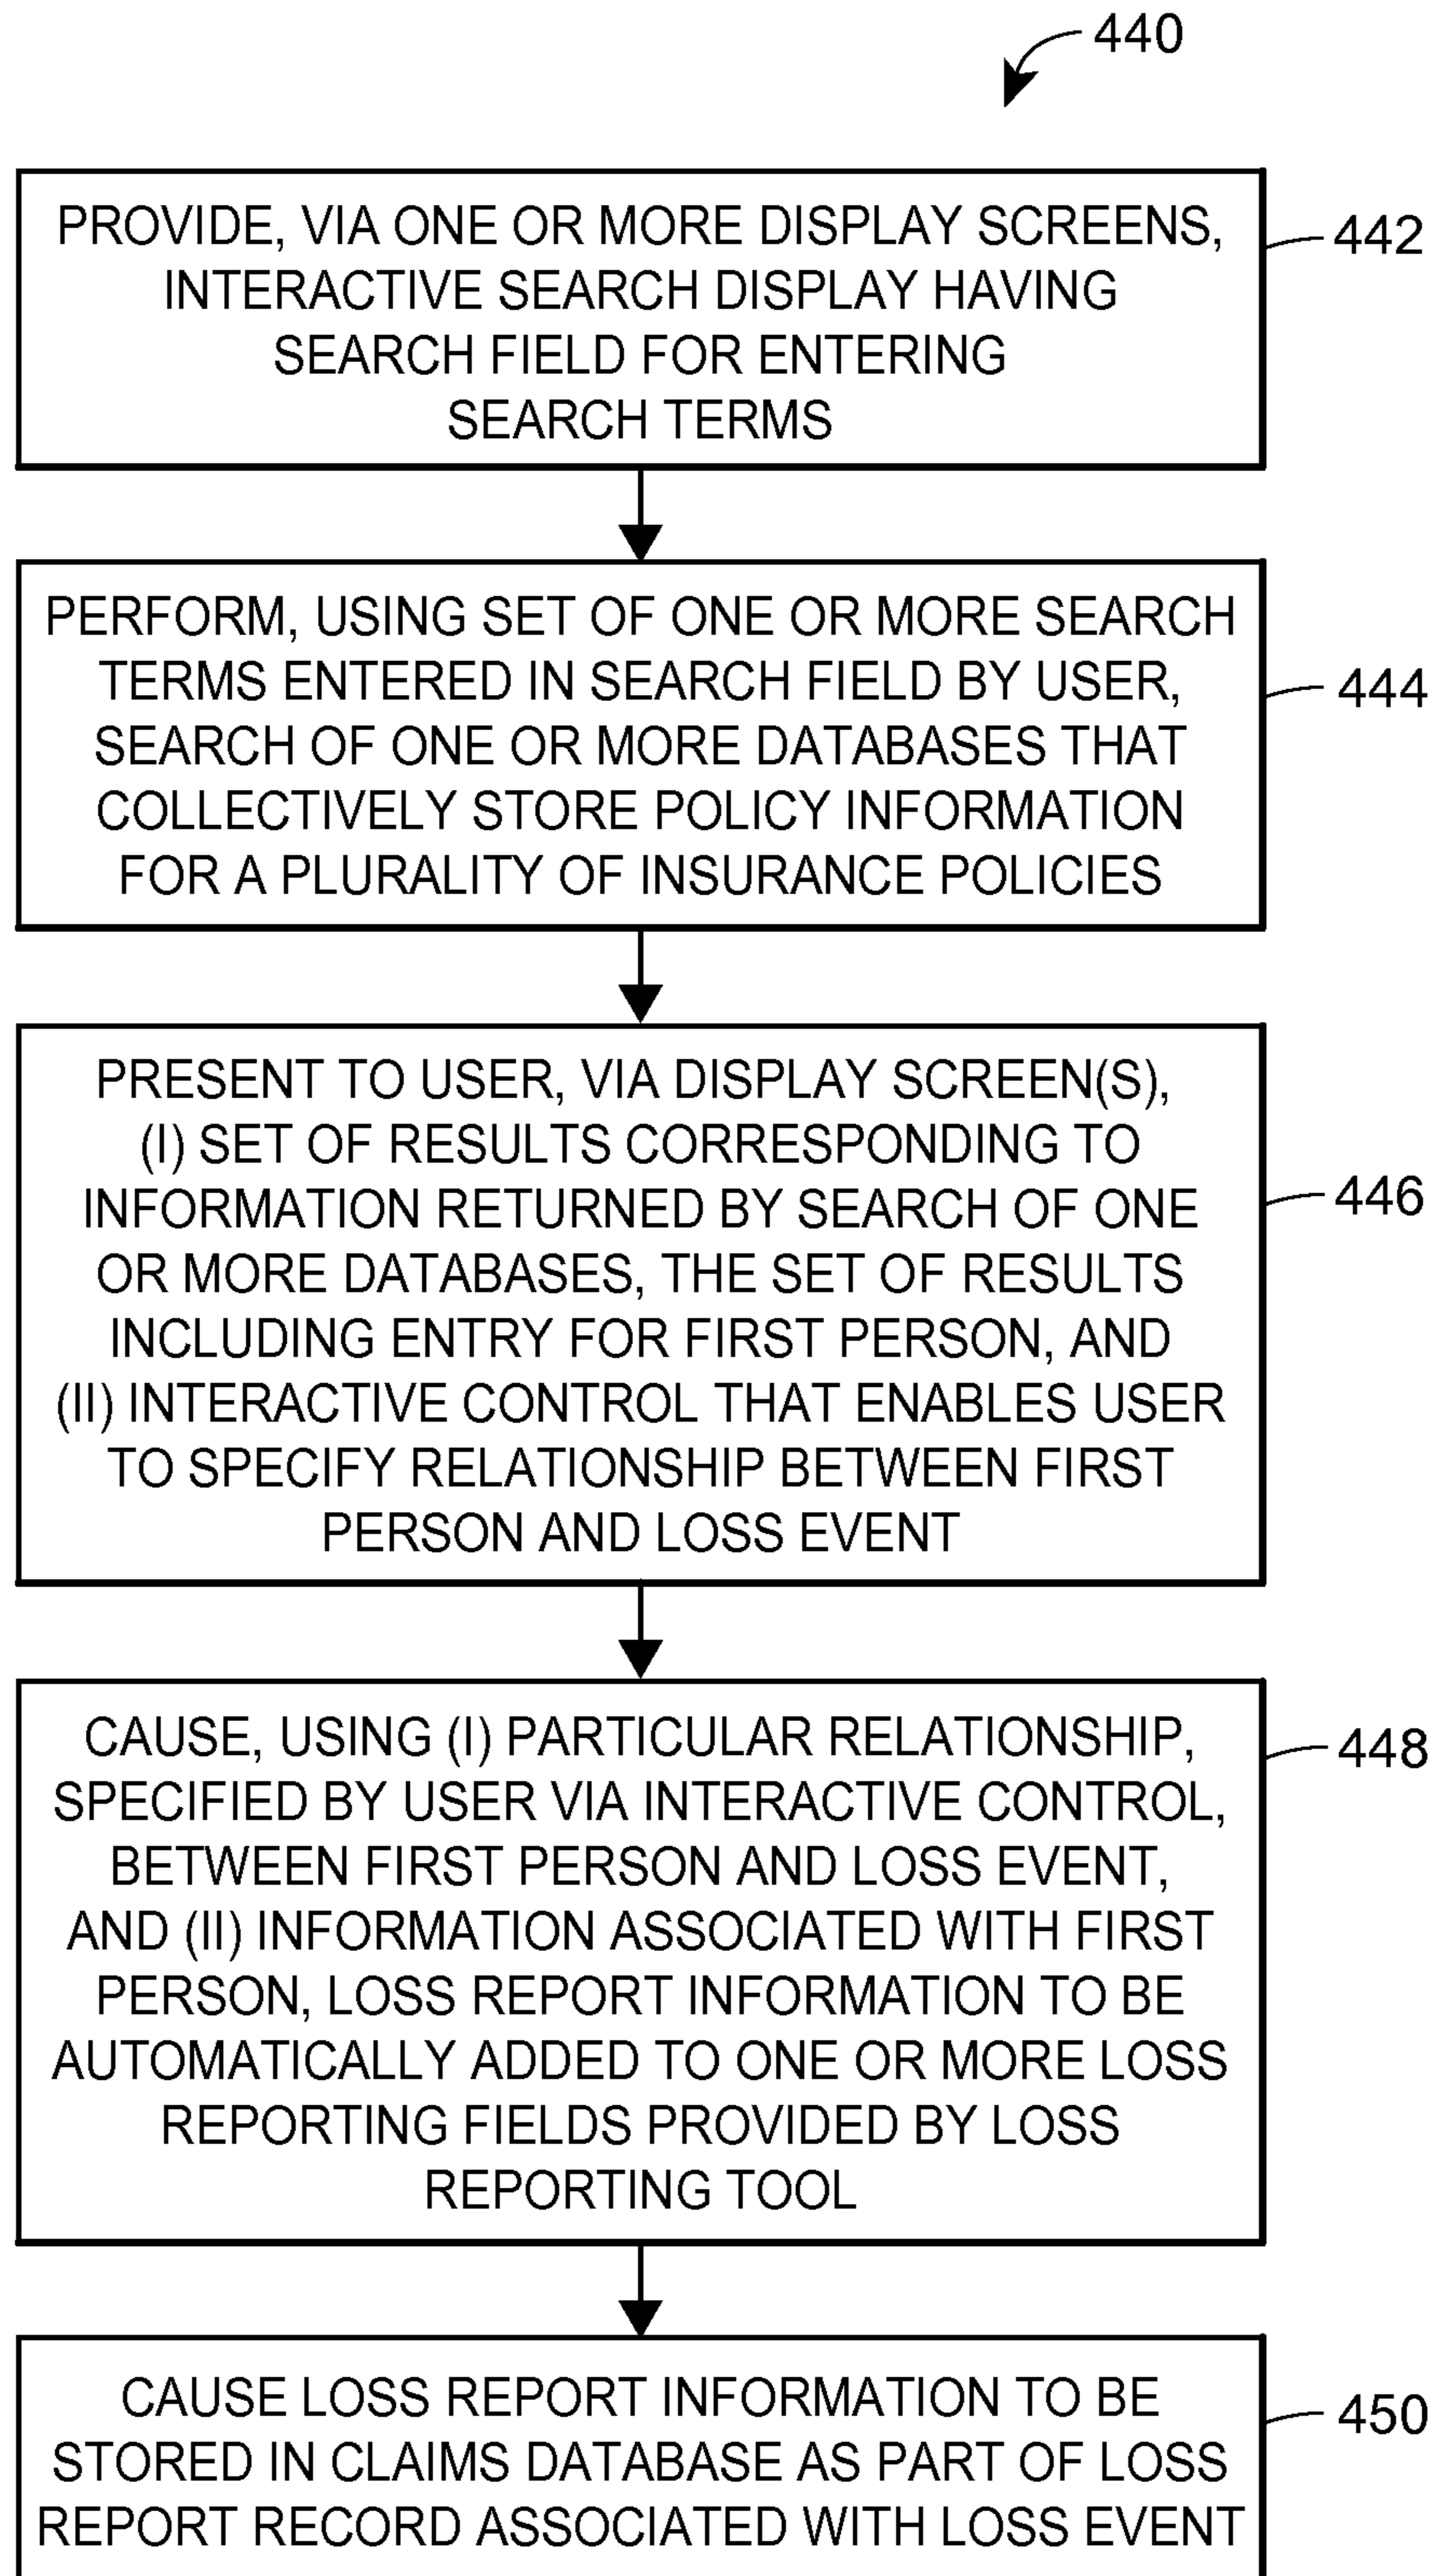 440
PROVIDE, VIA ONE OR MORE DISPLAY SCREENS,
INTERACTIVE SEARCH DISPLAY HAVING
SEARCH FIELD FOR ENTERING
SEARCH TERMS
442
PERFORM, USING SET OF ONE OR MORE SEARCH
TERMS ENTERED IN SEARCH FIELD BY USER,
SEARCH OF ONE OR MORE DATABASES THAT
COLLECTIVELY STORE POLICY INFORMATION
FOR A PLURALITY OF INSURANCE POLICIES
444
PRESENT TO USER, VIA DISPLAY SCREEN(S),
(I) SET OF RESULTS CORRESPONDING TO
INFORMATION RETURNED BY SEARCH OF ONE
OR MORE DATABASES, THE SET OF RESULTS
INCLUDING ENTRY FOR FIRST PERSON, AND
(II) INTERACTIVE CONTROL THAT ENABLES USER
TO SPECIFY RELATIONSHIP BETWEEN FIRST
PERSON AND LOSS EVENT
446
CAUSE, USING (I) PARTICULAR RELATIONSHIP,
SPECIFIED BY USER VIA INTERACTIVE CONTROL,
BETWEEN FIRST PERSON AND LOSS EVENT,
AND (II) INFORMATION ASSOCIATED WITH FIRST
PERSON, LOSS REPORT INFORMATION TO BE
AUTOMATICALLY ADDED TO ONE OR MORE LOSS
REPORTING FIELDS PROVIDED BY LOSS
REPORTING TOOL
448
CAUSE LOSS REPORT INFORMATION TO BE
STORED IN CLAIMS DATABASE AS PART OF LOSS
REPORT RECORD ASSOCIATED WITH LOSS EVENT
450